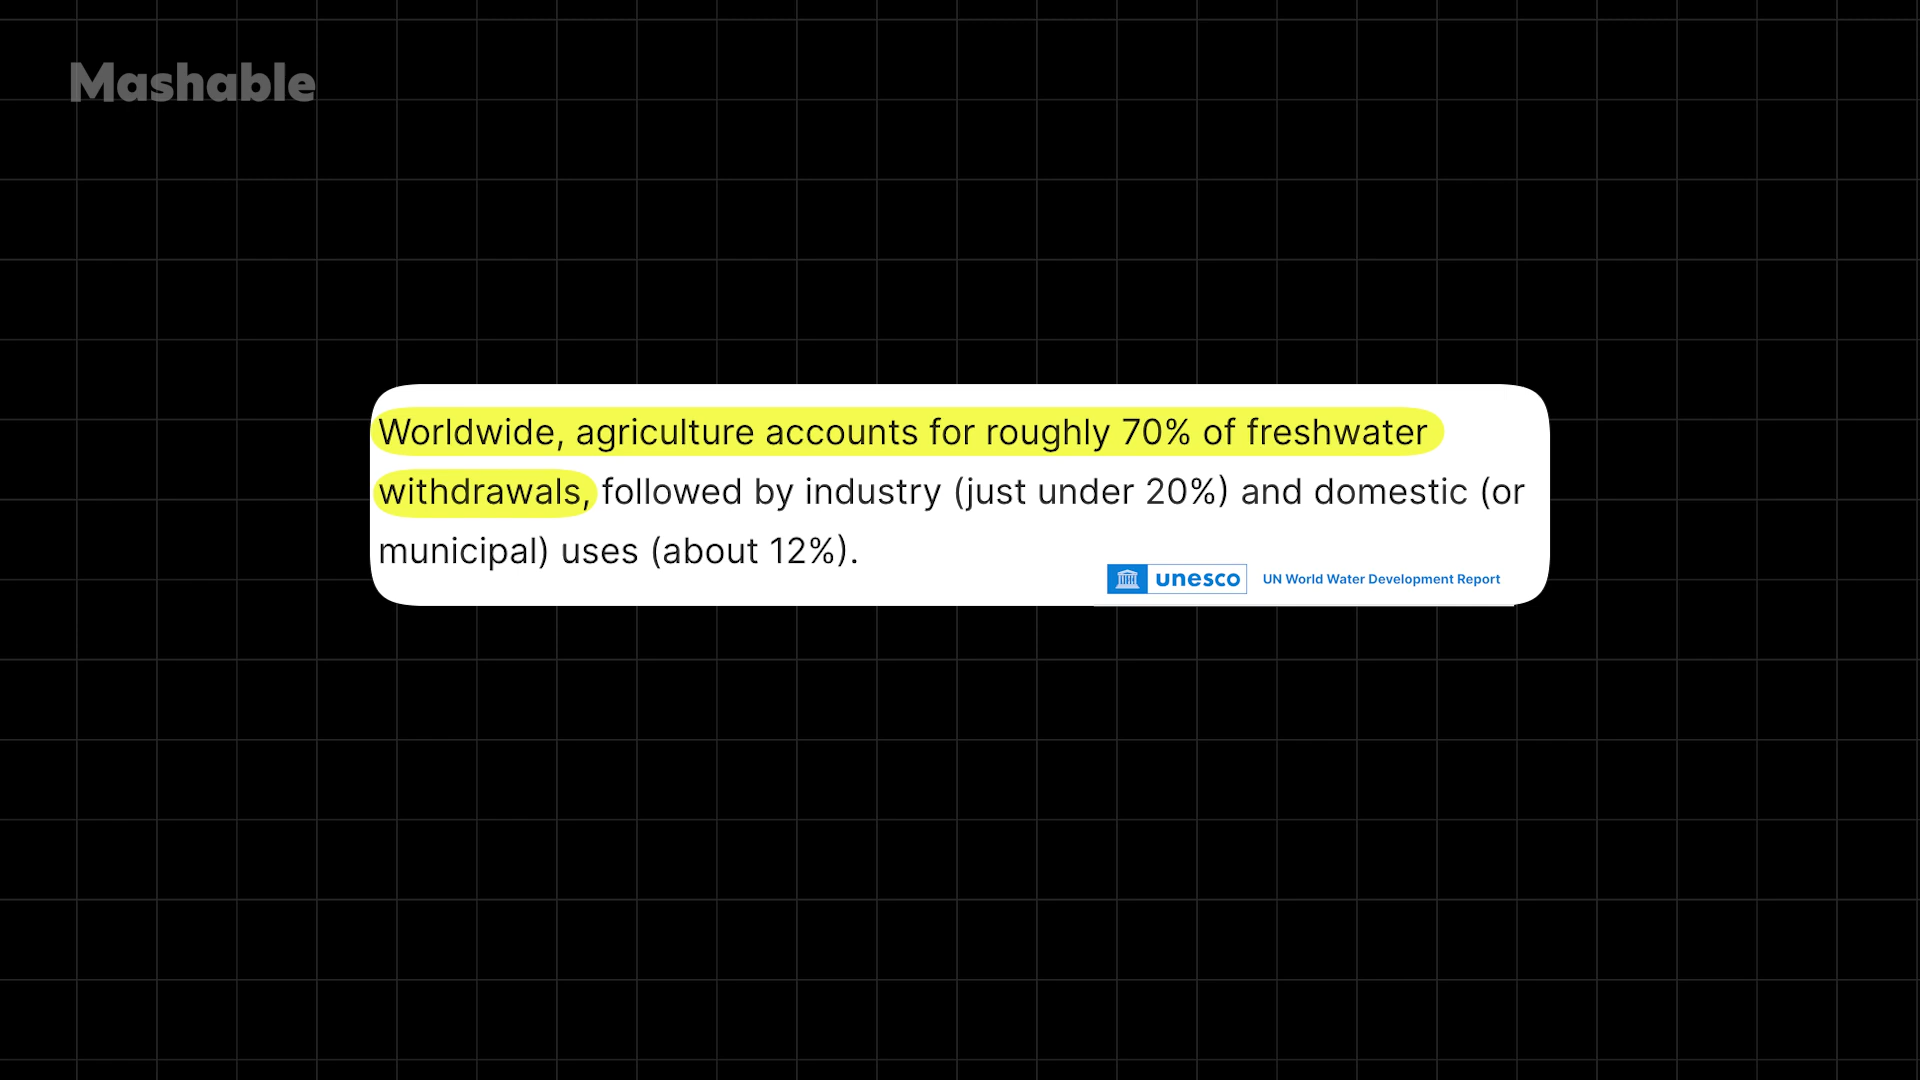 Mashable
Worldwide, agriculture accounts for roughly 70% of freshwater
withdrawals, followed by industry (just under 20%) and domestic (or
municipal) uses (about 12%).
unesco UN World Water Development Report